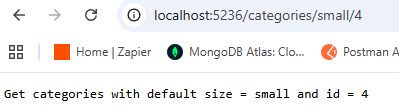 localhost:5236/categories/small/4
Home | Zapier MongoDB Atlas: Clo... Postman A
Get categories with default size = small and id = 4